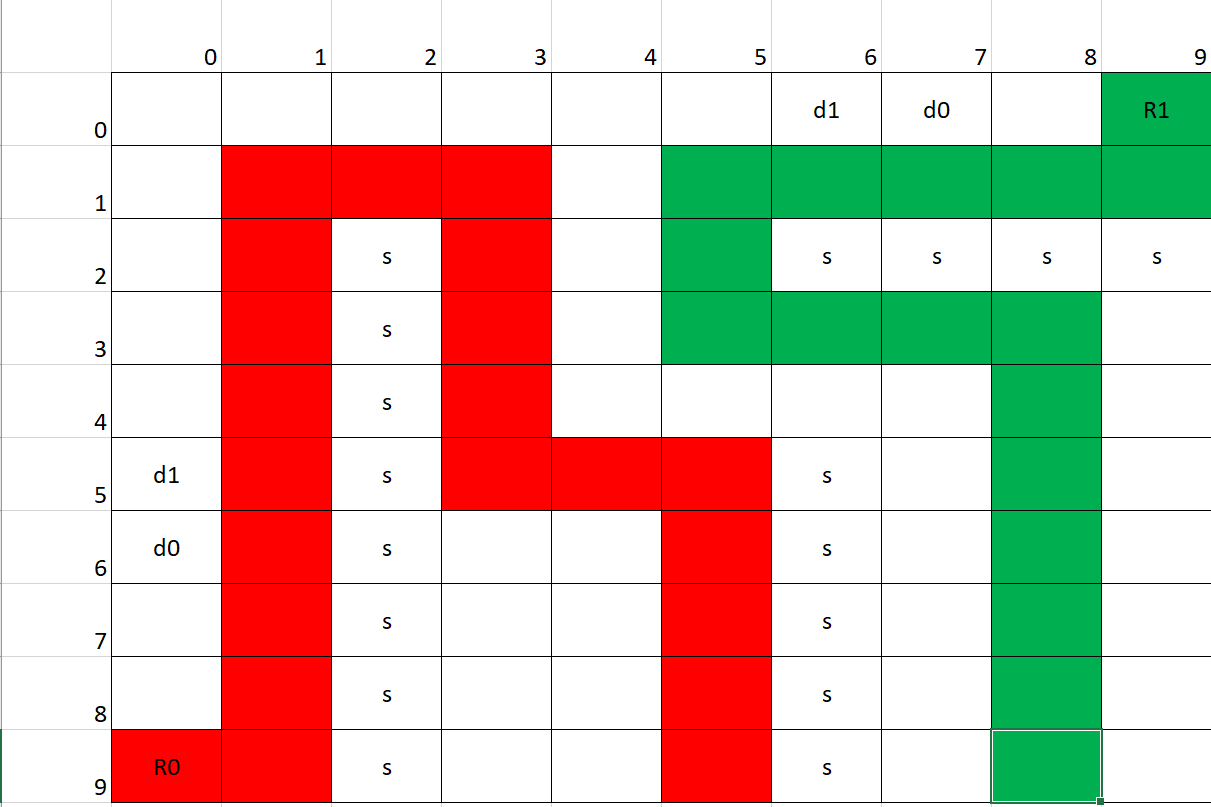 0 1 2 3 4 5 6 7 8 9
0 d1 d0 R1
1
2 s s s s s
3 s
4 s
5 d1 s s
6 d0 s s
7 s s
8 s s
9 R0 s s